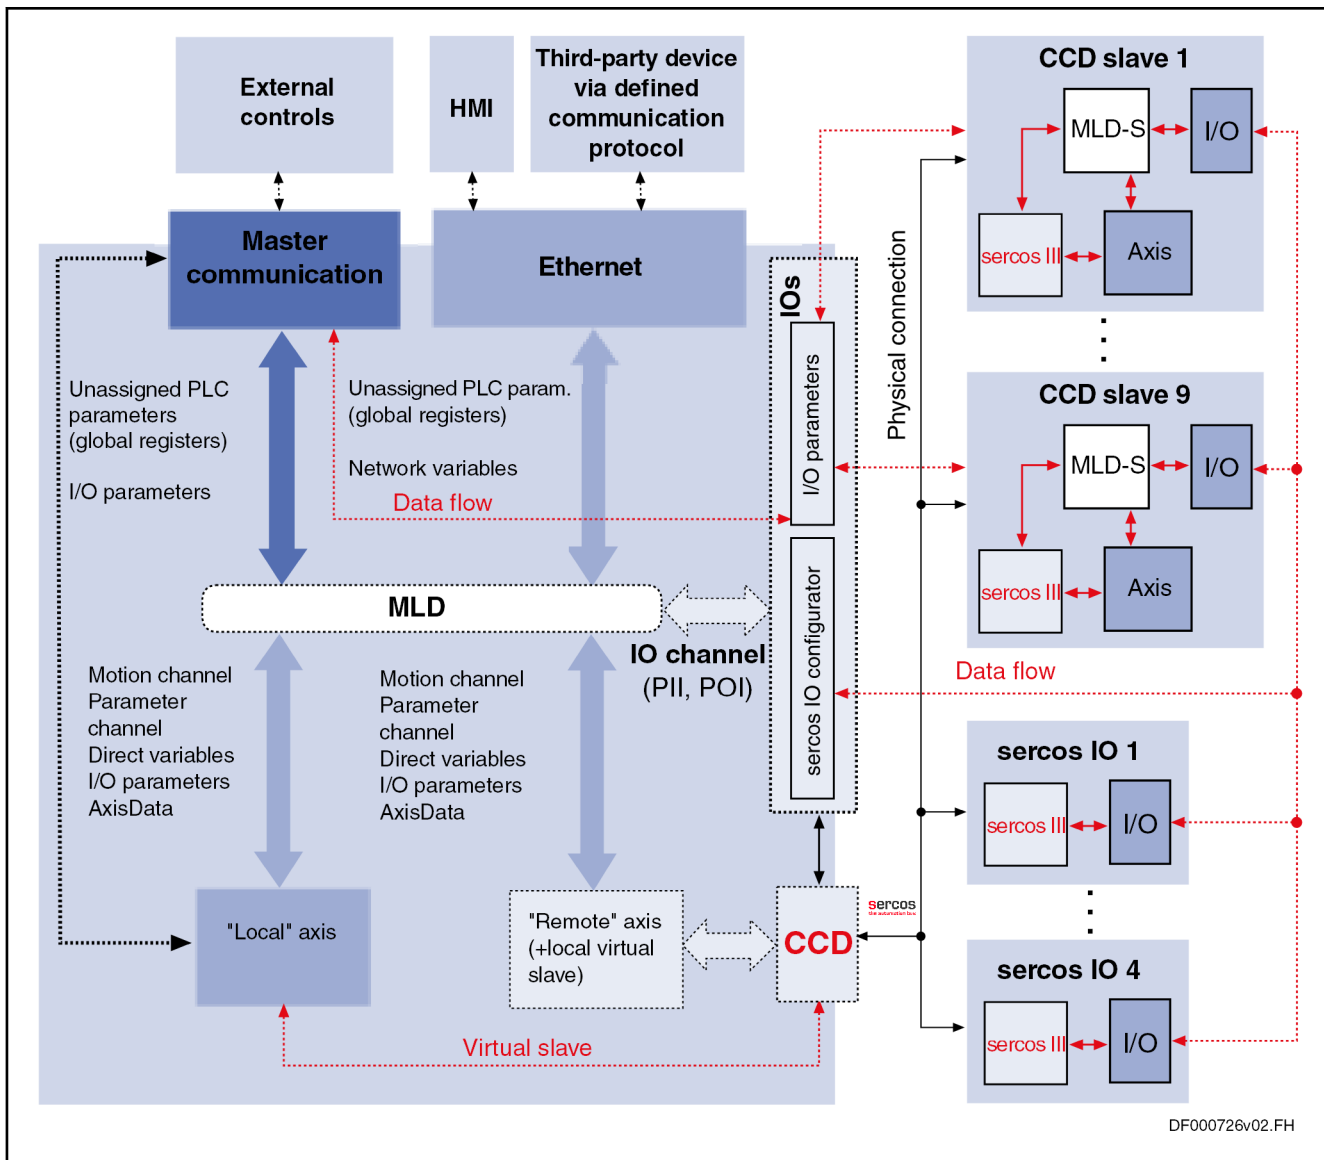 External
controls
HMI
Third-party device
via defined
communication
protocol
Master
communication
Ethernet
Unassigned PLC
parameters
(global registers)
I/O parameters
Unassigned PLC param.
(global registers)
Network variables
Data flow
IOs
I/O parameters
sercos IO configurator
MLD
IO channel
(PII, POI)
Motion channel
Parameter
channel
Direct variables
I/O parameters
AxisData
Motion channel
Parameter
channel
Direct variables
I/O parameters
AxisData
"Local" axis
"Remote" axis
(+local virtual
slave)
CCD
Virtual slave
sercos
the automation bus
Physical connection
CCD slave 1
MLD-S
I/O
sercos III
Axis
CCD slave 9
MLD-S
I/O
sercos III
Axis
Data flow
sercos IO 1
sercos III
I/O
sercos IO 4
sercos III
I/O
DF000726v02.FH